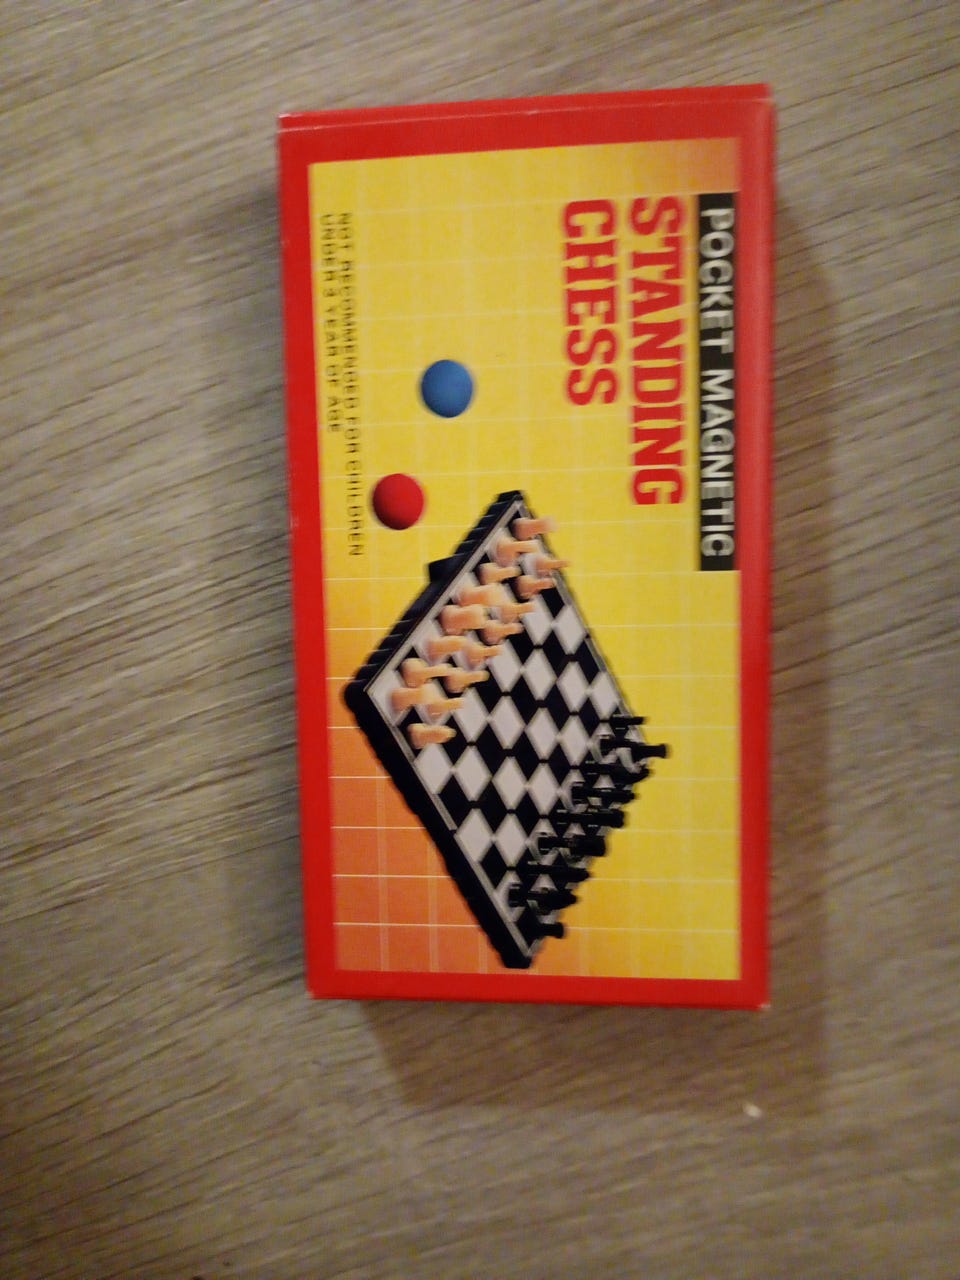 POCKET MAGNETIC
STANDING
CHESS
NOT RECOMMENDED FOR CHILDREN
UNDER 3 YEAR OF AGE